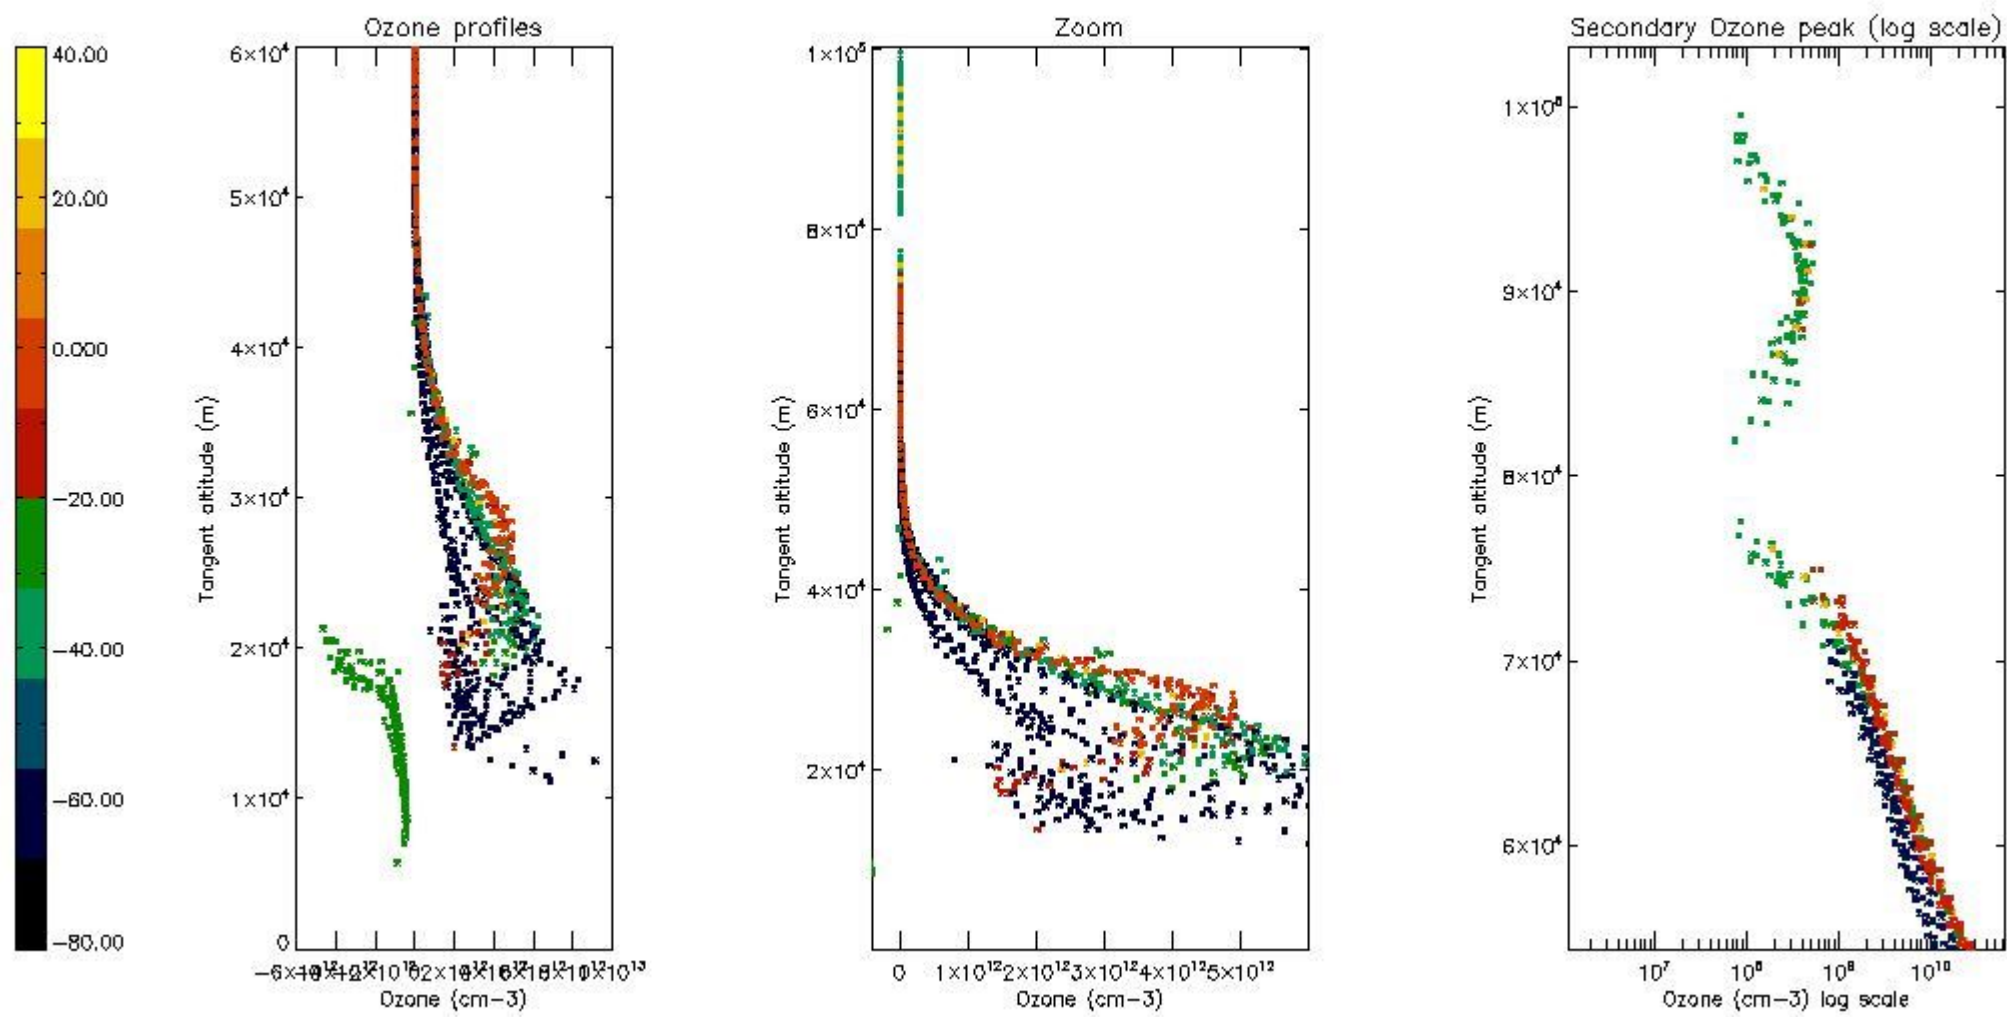 Ozone profiles
Zoom
Secondary Ozone peak (log scale)
40.00
20.00
0.000
−20.00
−40.00
−60.00
−80.00
6×10⁴
5×10⁴
4×10⁴
3×10⁴
2×10⁴
1×10⁴
0
Tangent altitude (m)
Ozone (cm−3)
1×10⁵
8×10⁴
6×10⁴
4×10⁴
2×10⁴
Tangent altitude (m)
0 1×10¹² 2×10¹² 3×10¹² 4×10¹² 5×10¹²
Ozone (cm−3)
9×10⁴
8×10⁴
7×10⁴
6×10⁴
Tangent altitude (m)
10⁷ 10⁸ 10⁹ 10¹⁰
Ozone (cm−3) log scale